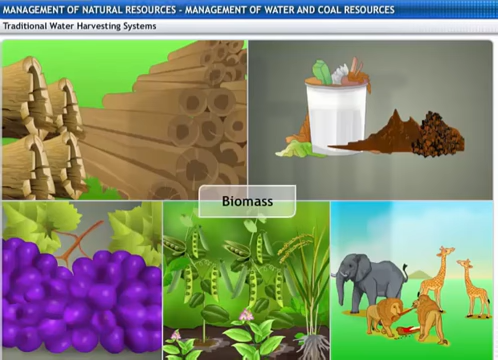 MANAGEMENT OF NATURAL RESOURCES - MANAGEMENT OF WATER AND COAL RESOURCES
Traditional Water Harvesting Systems
Biomass